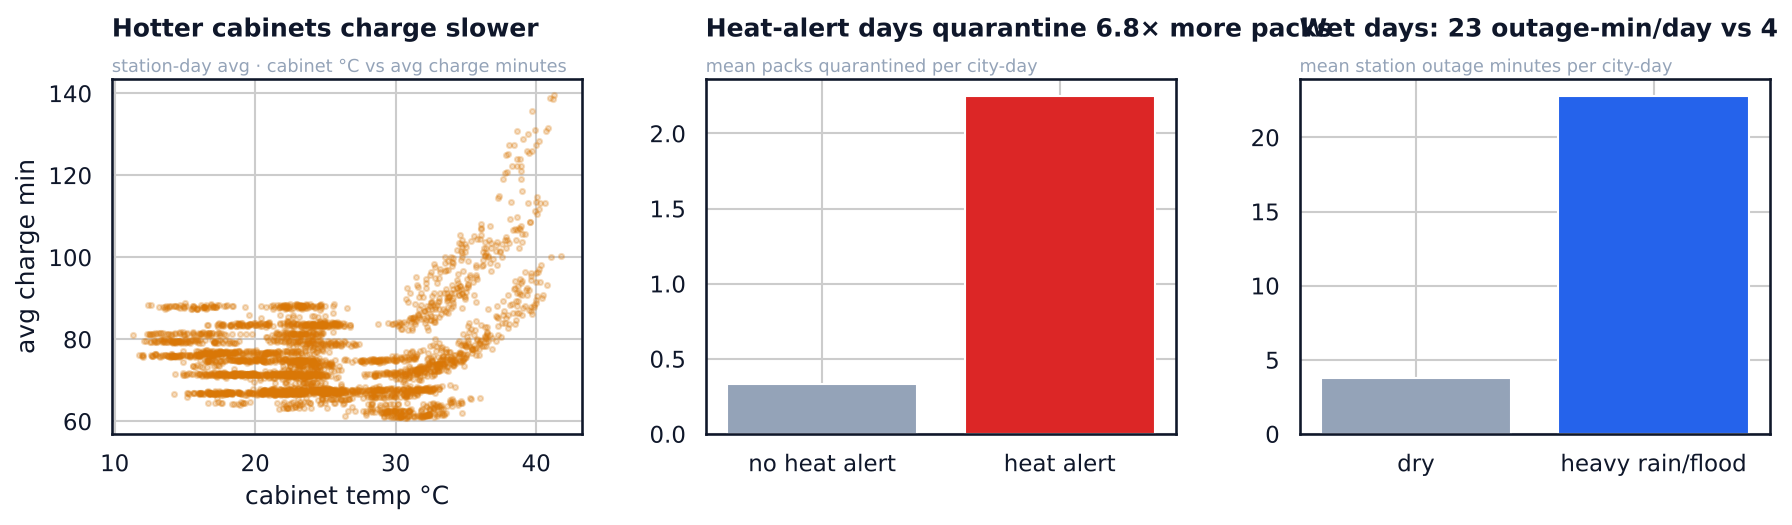 Hotter cabinets charge slower
station-day avg · cabinet °C vs avg charge minutes
avg charge min
140
120
100
80
60
10 20 30 40
cabinet temp °C
Heat-alert days quarantine 6.8× more packs
mean packs quarantined per city-day
2.0
1.5
1.0
0.5
0.0
no heat alert heat alert
Wet days: 23 outage-min/day vs 4
mean station outage minutes per city-day
20
15
10
5
0
dry heavy rain/flood